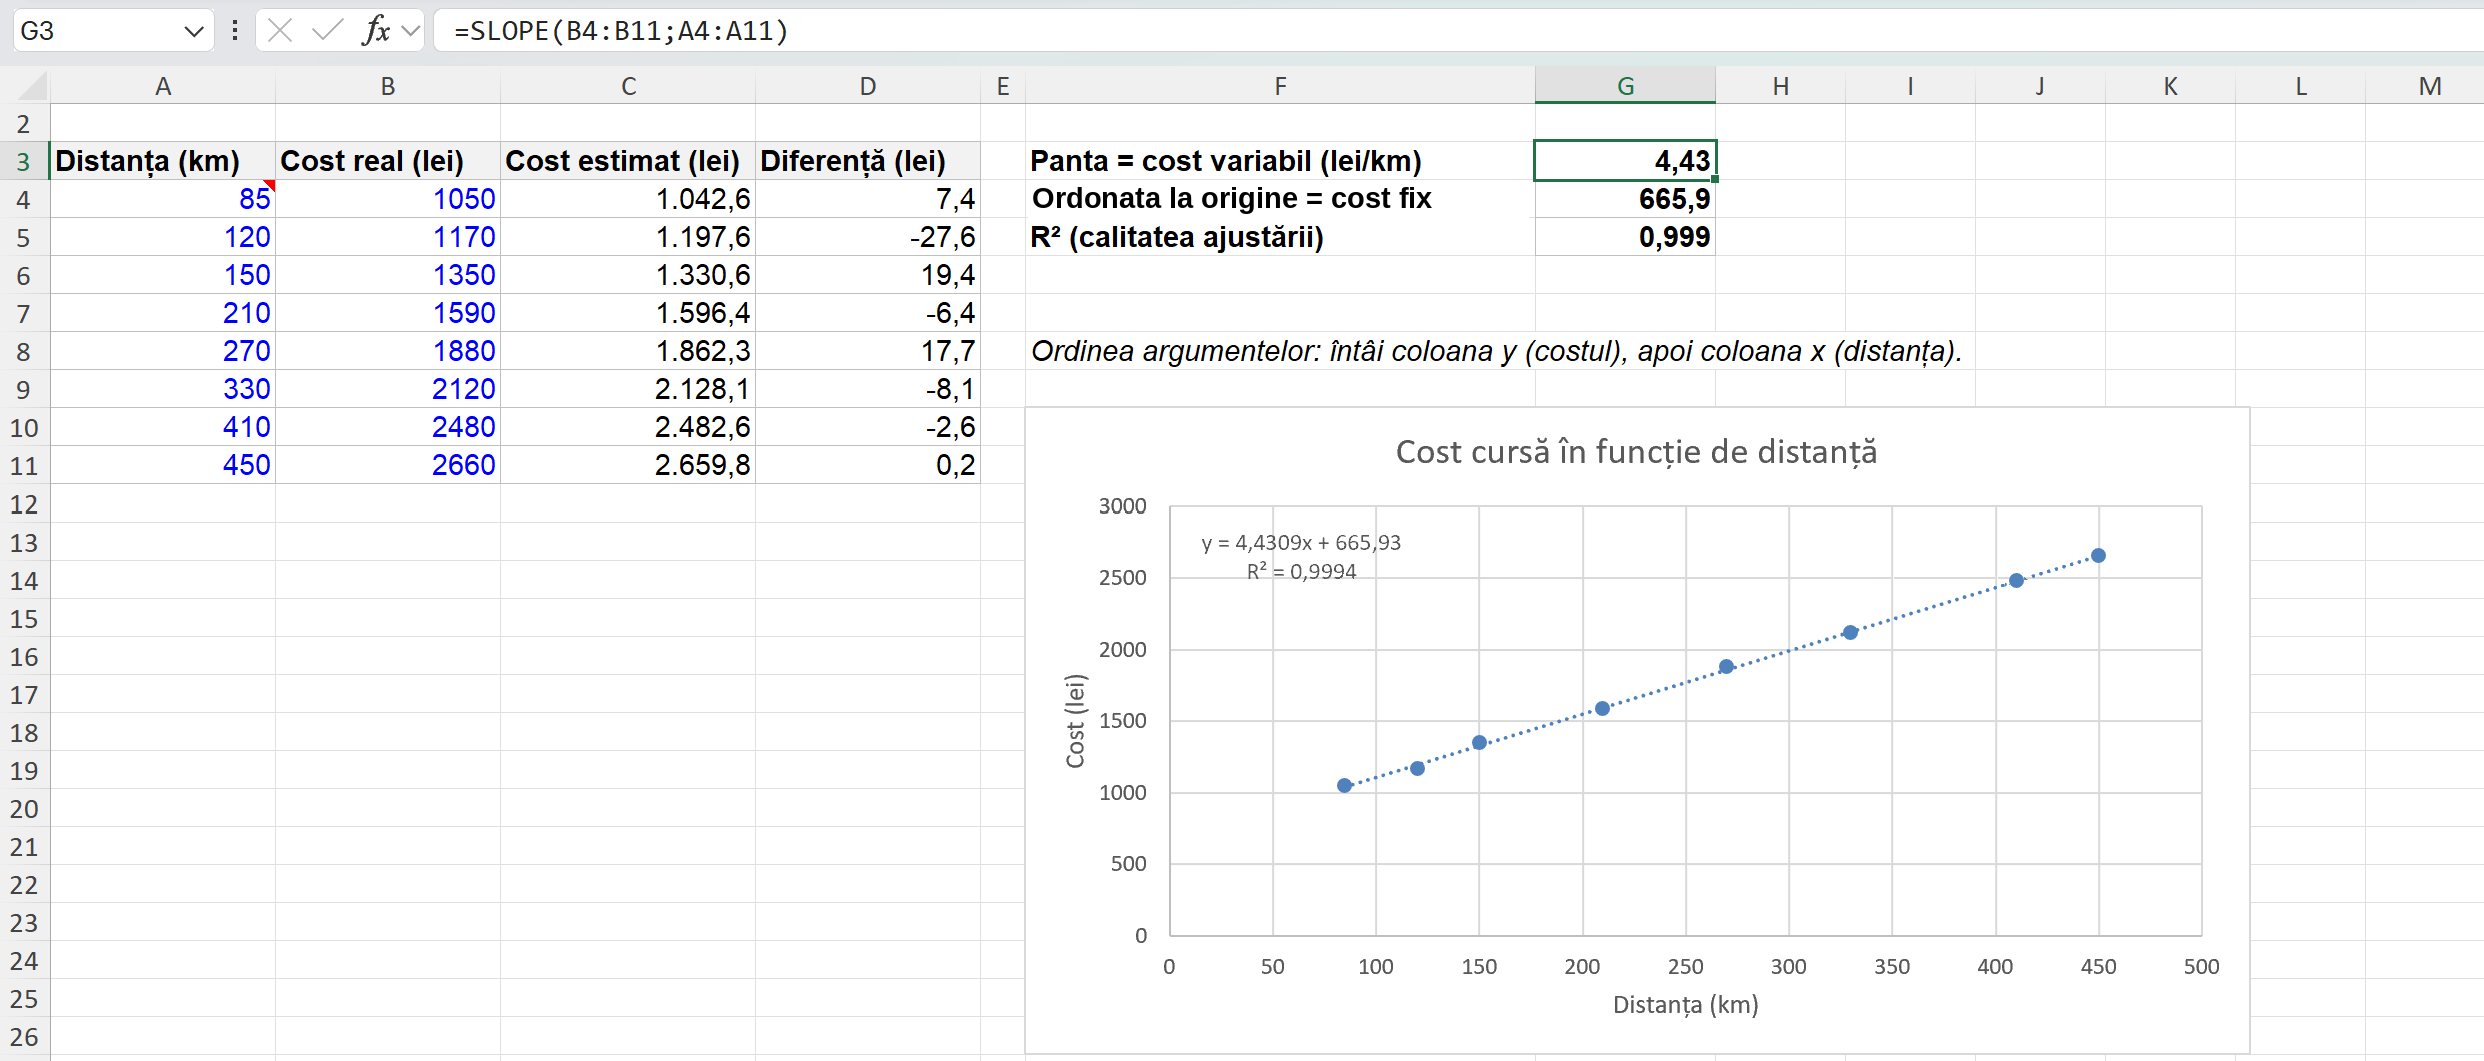 G3 fx =SLOPE(B4:B11;A4:A11)
A B C D E F G H I J K L M
2
3 Distanța (km) Cost real (lei) Cost estimat (lei) Diferență (lei) Panta = cost variabil (lei/km) 4,43
4 85 1050 1.042,6 7,4 Ordonata la origine = cost fix 665,9
5 120 1170 1.197,6 -27,6 R² (calitatea ajustării) 0,999
6 150 1350 1.330,6 19,4
7 210 1590 1.596,4 -6,4
8 270 1880 1.862,3 17,7 Ordinea argumentelor: întâi coloana y (costul), apoi coloana x (distanța).
9 330 2120 2.128,1 -8,1
10 410 2480 2.482,6 -2,6
11 450 2660 2.659,8 0,2
12
13
14
15
16
17
18
19
20
21
22
23
24
25
26
Cost cursă în funcție de distanță
y = 4,4309x + 665,93
R² = 0,9994
3000
2500
2000
1500
1000
500
0
Cost (lei)
0 50 100 150 200 250 300 350 400 450 500
Distanța (km)